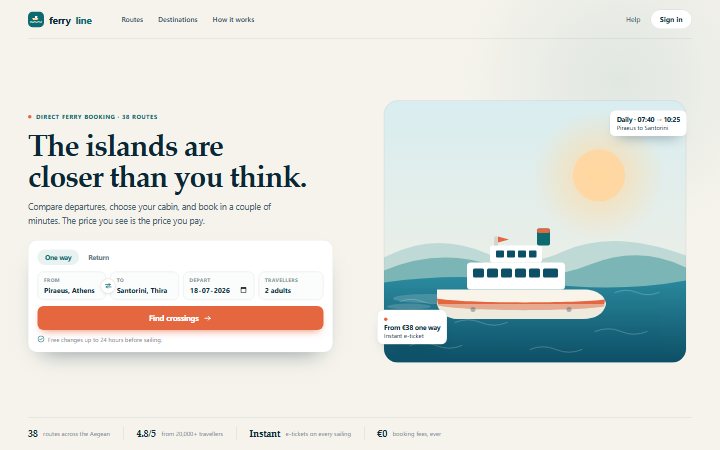 ferry line
Routes
Destinations
How it works
Help
Sign in
DIRECT FERRY BOOKING · 38 ROUTES
The islands are
closer than you think.
Compare departures, choose your cabin, and book in a couple of
minutes. The price you see is the price you pay.
One way
Return
FROM
Piraeus, Athens
TO
Santorini, Thira
DEPART
18-07-2026
TRAVELLERS
2 adults
Find crossings →
Free changes up to 24 hours before sailing.
Daily · 07:40 → 10:25
Piraeus to Santorini
From €38 one way
Instant e-ticket
38 routes across the Aegean
4.8/5 from 20,000+ travellers
Instant e-tickets on every sailing
€0 booking fees, ever